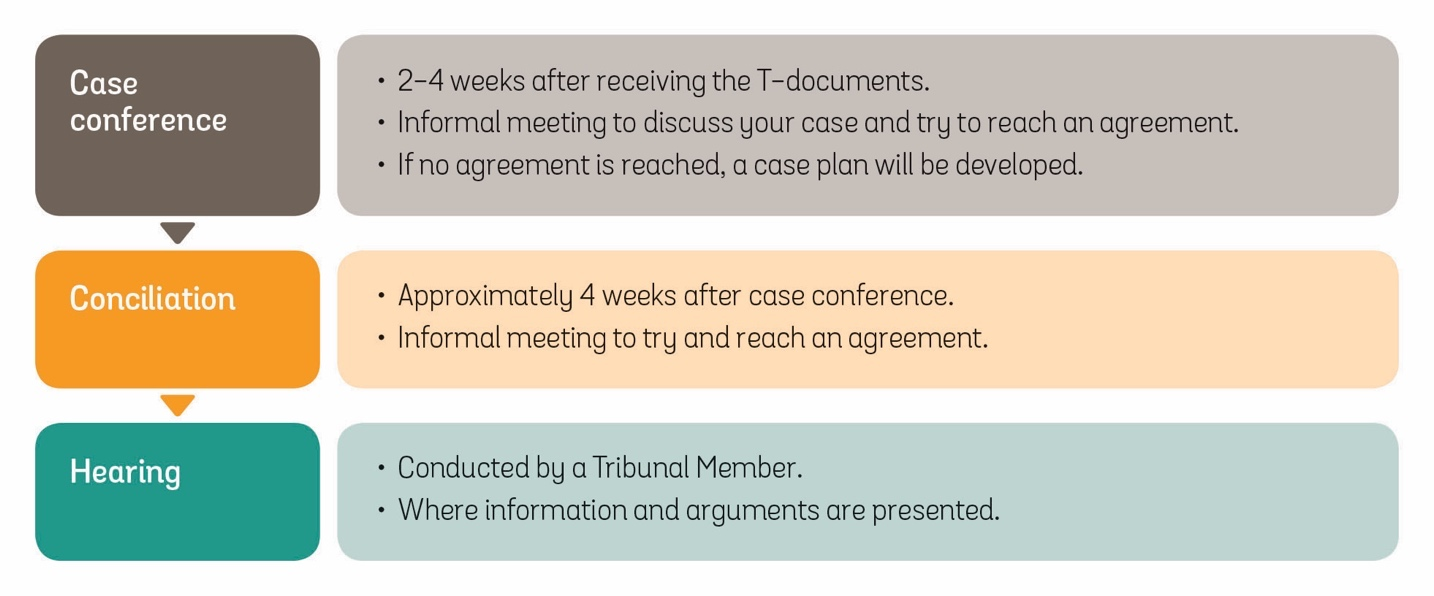 Case
conference
• 2–4 weeks after receiving the T–documents.
• Informal meeting to discuss your case and try to reach an agreement.
• If no agreement is reached, a case plan will be developed.
Conciliation
• Approximately 4 weeks after case conference.
• Informal meeting to try and reach an agreement.
Hearing
• Conducted by a Tribunal Member.
• Where information and arguments are presented.